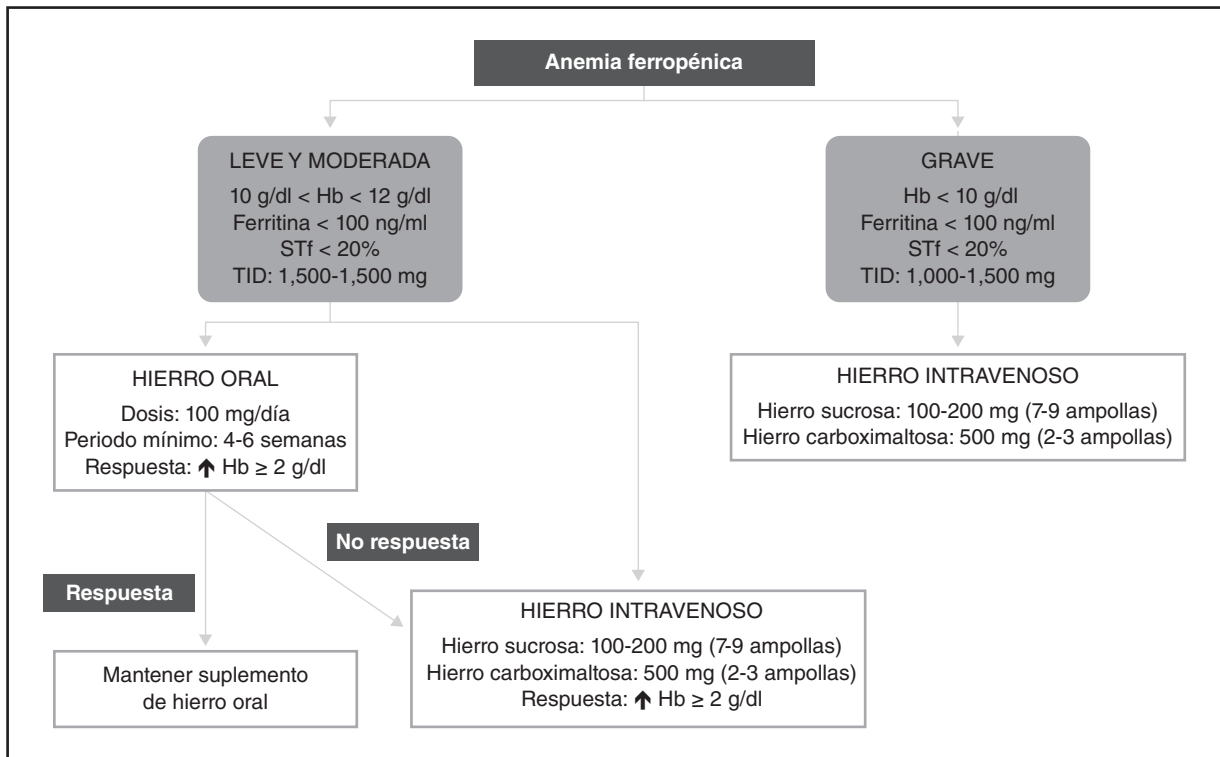 Anemia ferropénica
LEVE Y MODERADA
10 g/dl < Hb < 12 g/dl
Ferritina < 100 ng/ml
STf < 20%
TID: 1,500-1,500 mg
GRAVE
Hb < 10 g/dl
Ferritina < 100 ng/ml
STf < 20%
TID: 1,000-1,500 mg
HIERRO ORAL
Dosis: 100 mg/día
Periodo mínimo: 4-6 semanas
Respuesta: ↑ Hb ≥ 2 g/dl
HIERRO INTRAVENOSO
Hierro sucrosa: 100-200 mg (7-9 ampollas)
Hierro carboximaltosa: 500 mg (2-3 ampollas)
No respuesta
Respuesta
Mantener suplemento
de hierro oral
HIERRO INTRAVENOSO
Hierro sucrosa: 100-200 mg (7-9 ampollas)
Hierro carboximaltosa: 500 mg (2-3 ampollas)
Respuesta: ↑ Hb ≥ 2 g/dl